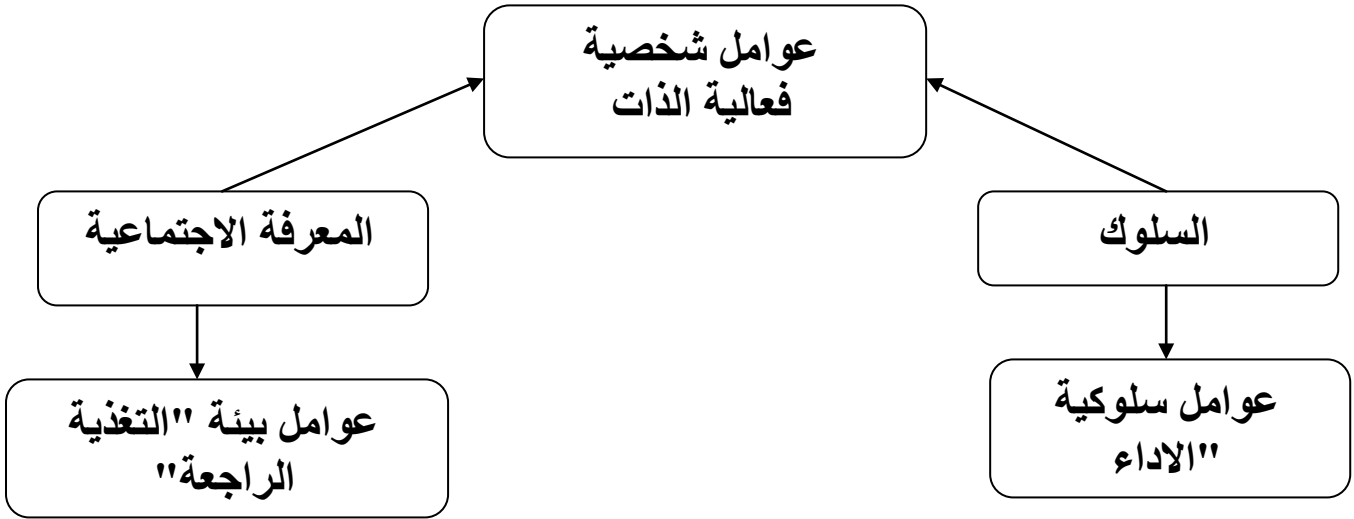 عوامل شخصية
فعالية الذات
السلوك
المعرفة الاجتماعية
عوامل سلوكية
"الاداء
عوامل بيئة "التغذية
الراجعة"